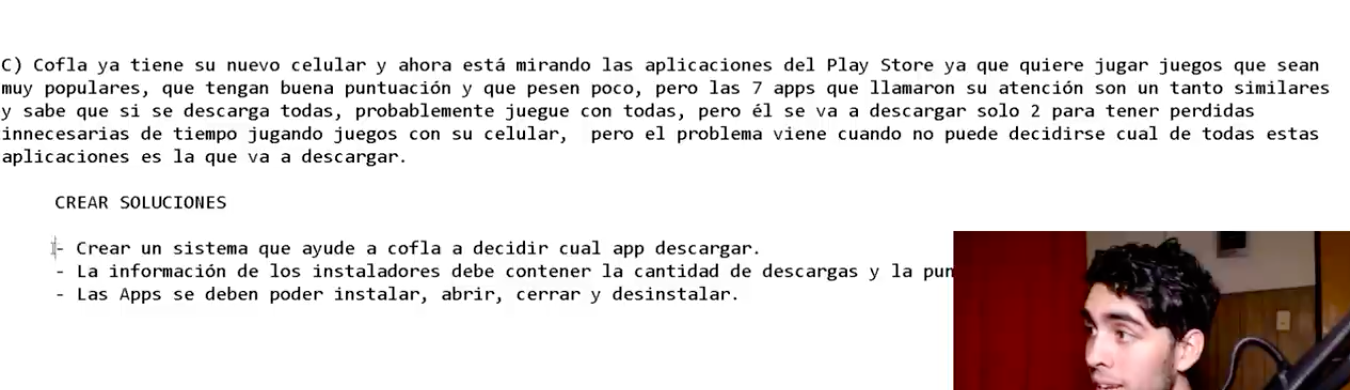 C) Cofla ya tiene su nuevo celular y ahora está mirando las aplicaciones del Play Store ya que quiere jugar juegos que sean
muy populares, que tengan buena puntuación y que pesen poco, pero las 7 apps que llamaron su atención son un tanto similares
y sabe que si se descarga todas, probablemente juegue con todas, pero él se va a descargar solo 2 para tener perdidas
innecesarias de tiempo jugando juegos con su celular,  pero el problema viene cuando no puede decidirse cual de todas estas
aplicaciones es la que va a descargar.
CREAR SOLUCIONES
- Crear un sistema que ayude a cofla a decidir cual app descargar.
- La información de los instaladores debe contener la cantidad de descargas y la pun
- Las Apps se deben poder instalar, abrir, cerrar y desinstalar.